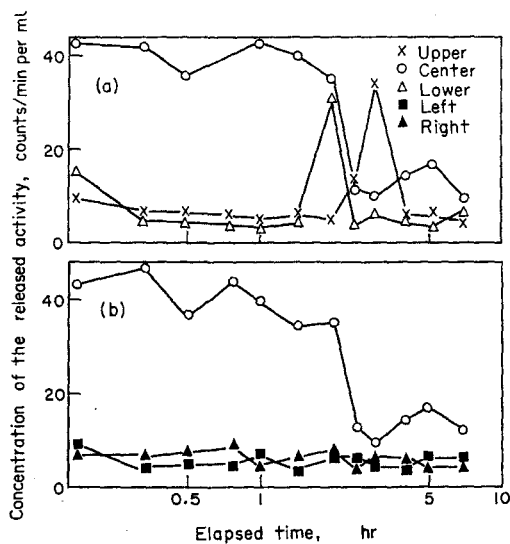 Concentration of the released activity, counts/min per ml
40
20
0
(a)
x Upper
○ Center
△ Lower
■ Left
▲ Right
40
20
0
(b)
0.5
1
5
10
Elapsed time, hr